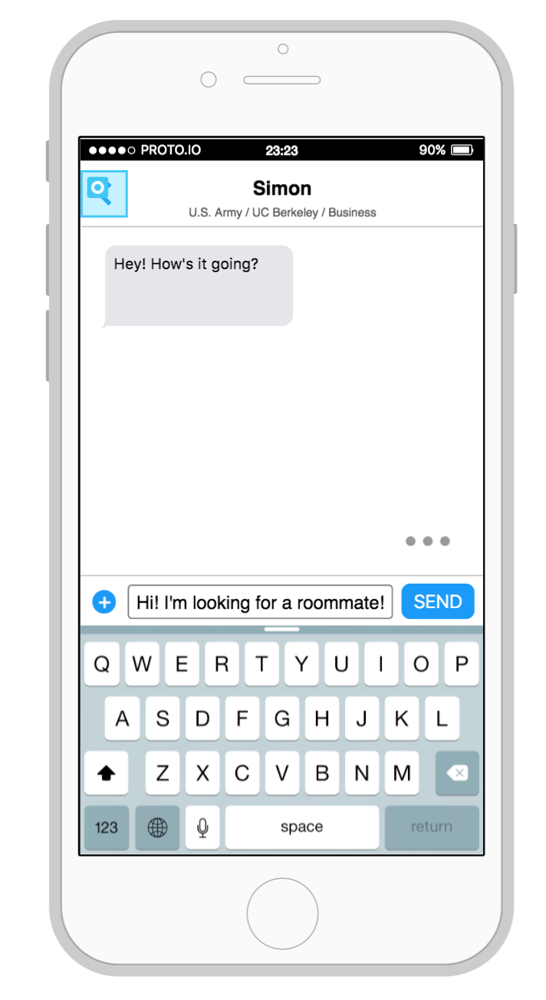 PROTO.IO 23:23 90%
Simon
U.S. Army / UC Berkeley / Business
Hey! How's it going?
Hi! I'm looking for a roommate! SEND
Q W E R T Y U I O P
A S D F G H J K L
Z X C V B N M
123 space return